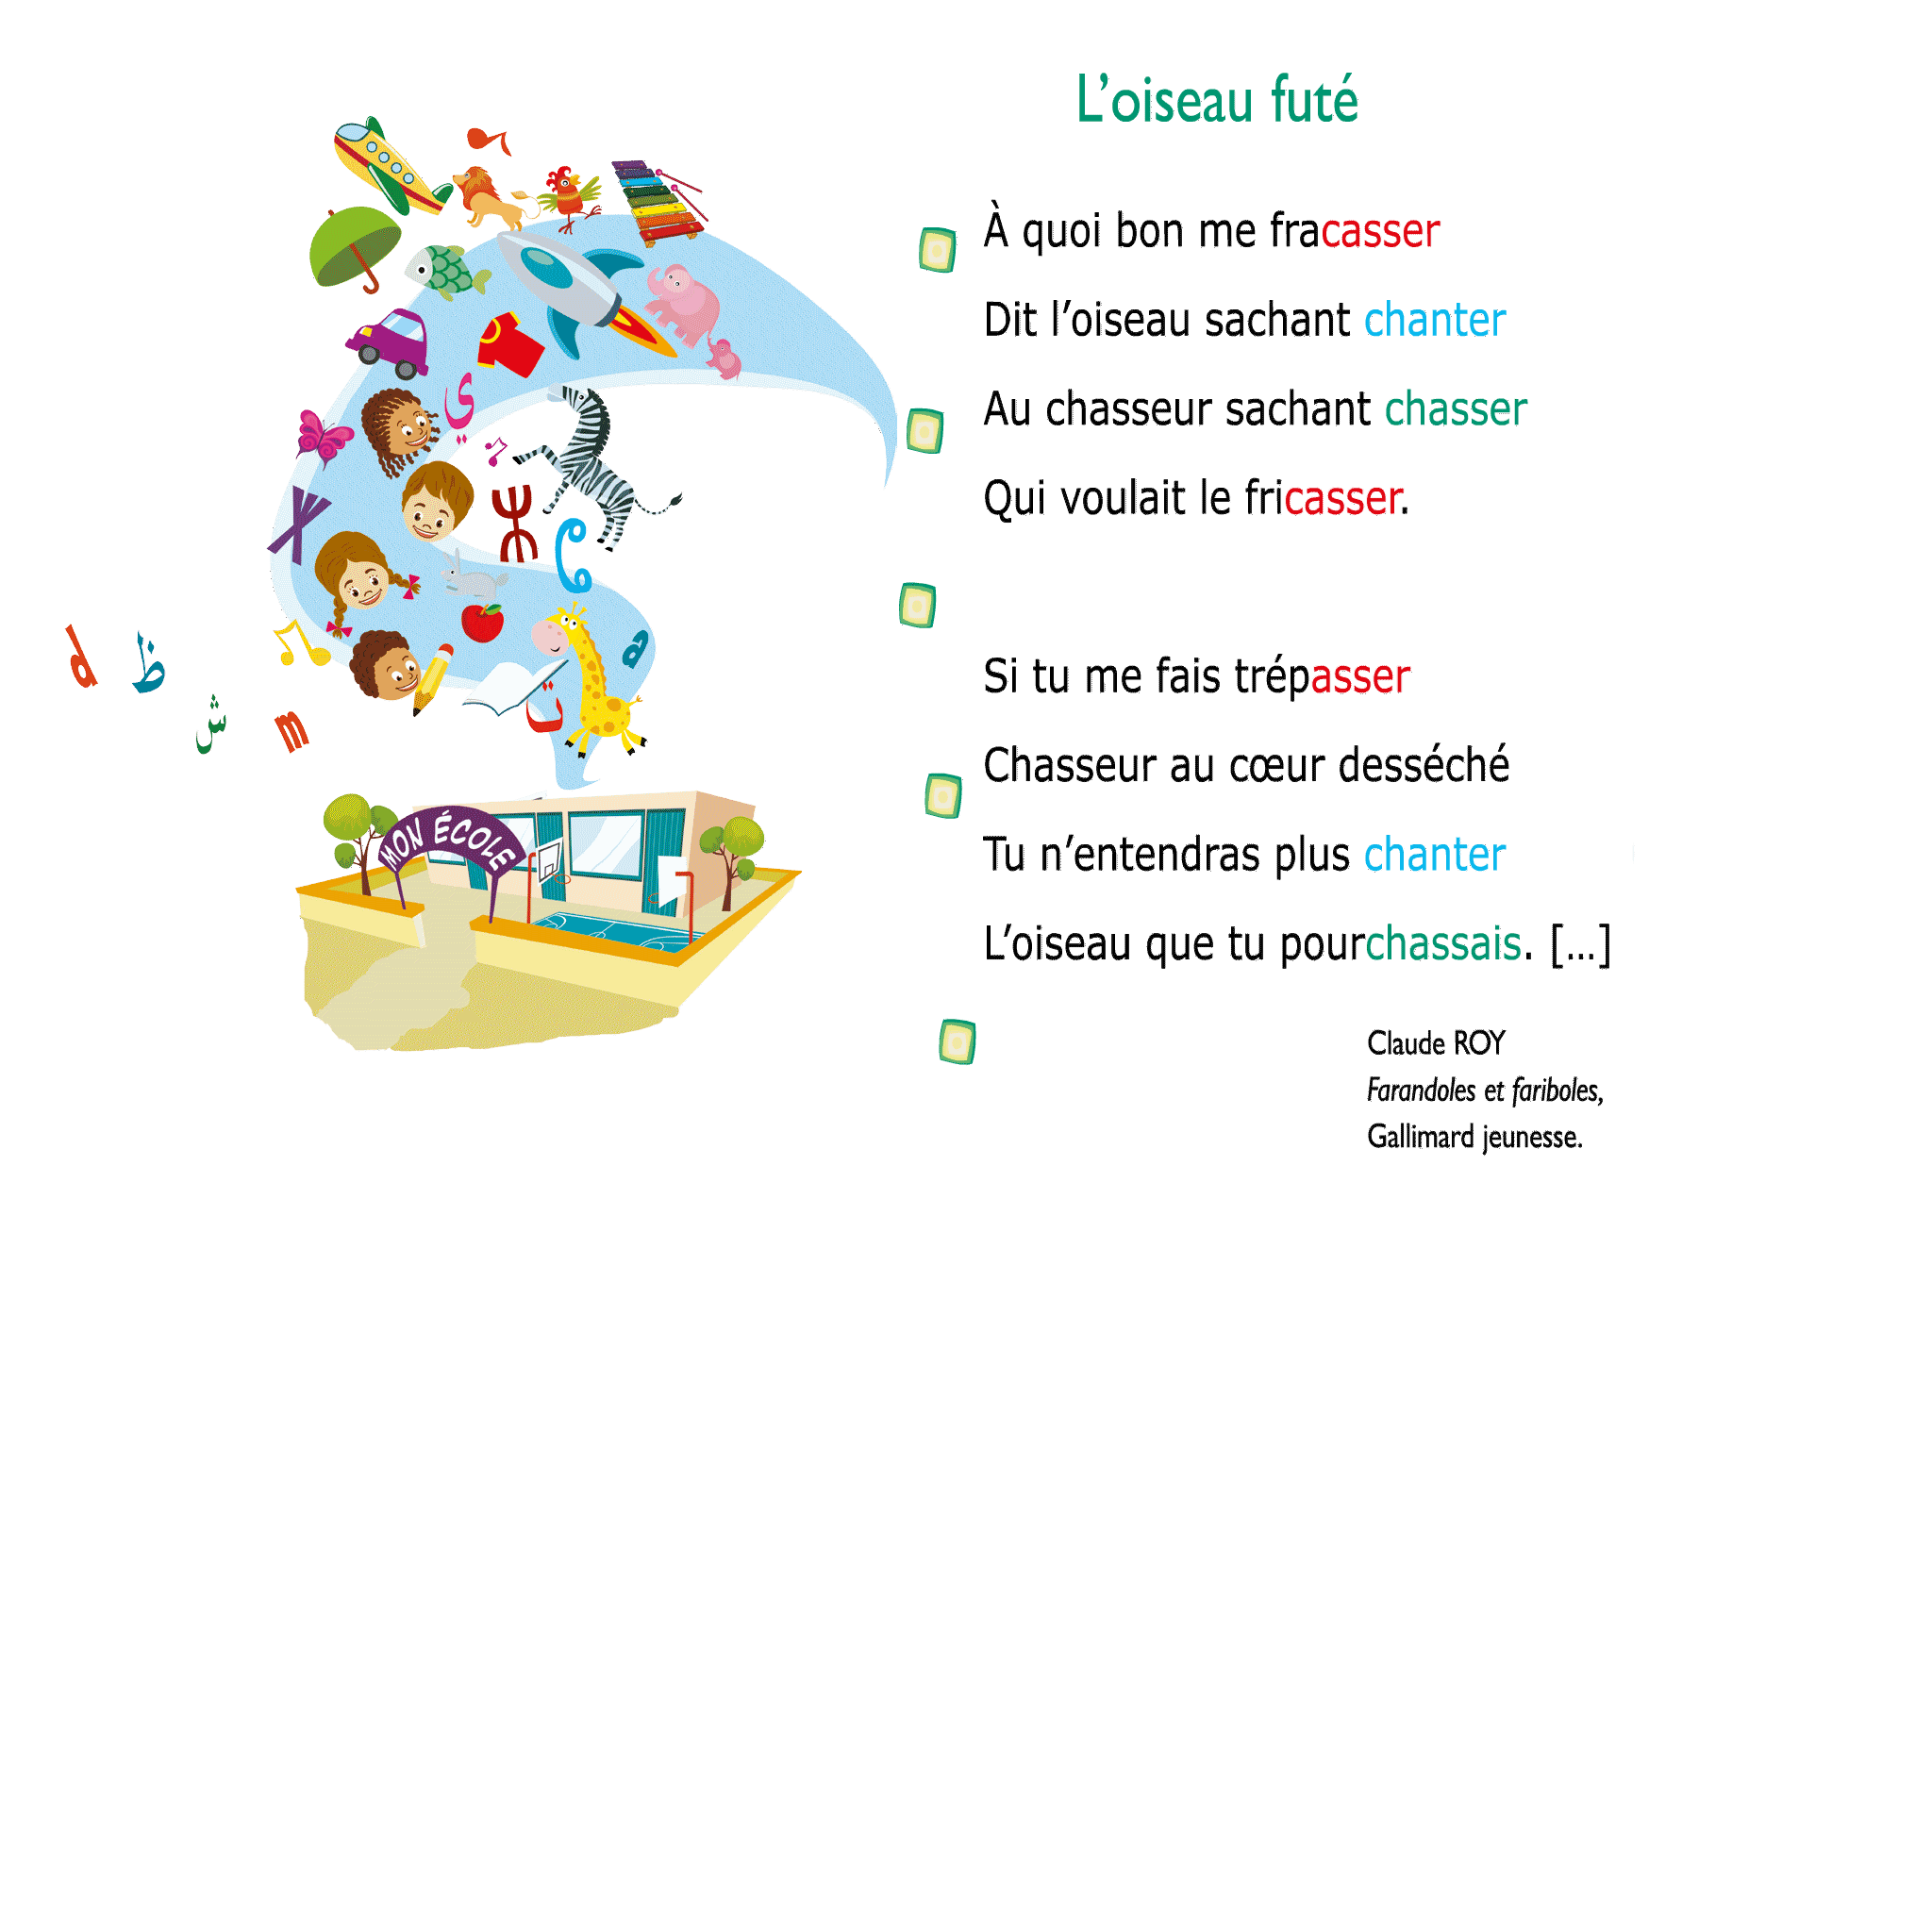 L'oiseau futé
À quoi bon me fracasser
Dit l'oiseau sachant chanter
Au chasseur sachant chasser
Qui voulait le fricasser.
Si tu me fais trépasser
Chasseur au cœur desséché
Tu n'entendras plus chanter
L'oiseau que tu pourchassais. [...]
Claude ROY
Farandoles et fariboles,
Gallimard jeunesse.
ي
ⵣ
a
d
ظ
ش
m
ت
MON ÉCOLE